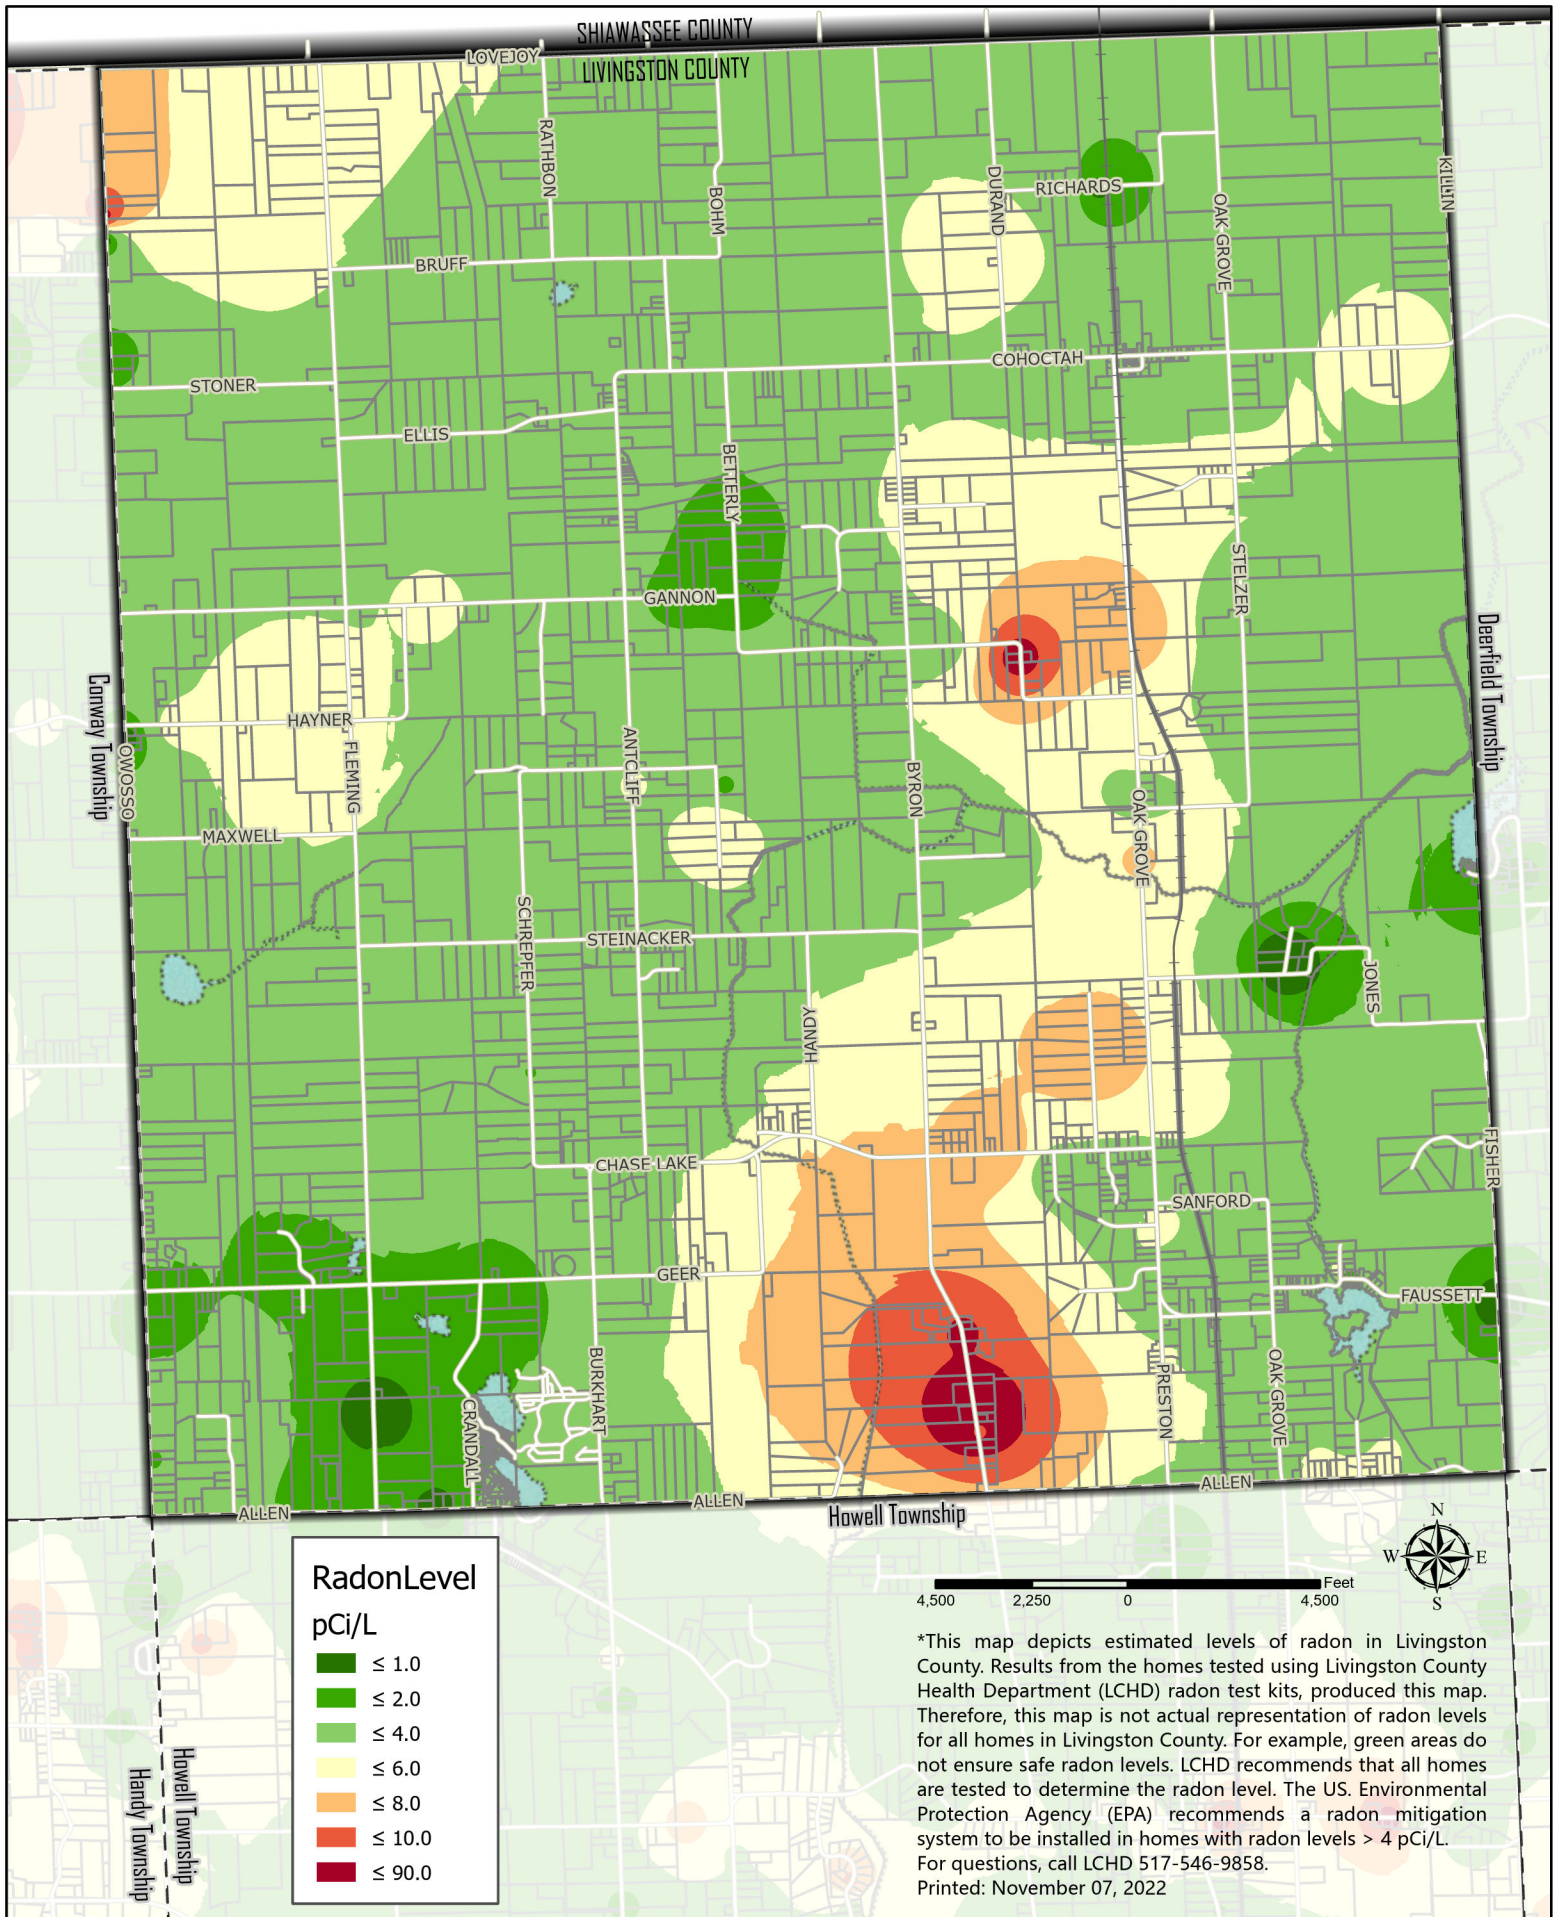 SHIAWASSEE COUNTY
LOVEJOY
LIVINGSTON COUNTY
RATHBON
BOHM
DURAND
RICHARDS
OAK GROVE
KILLIN
BRUFF
COHOCTAH
STONER
ELLIS
BETTERLY
STELZER
GANNON
Deerfield Township
Conway Township
OWOSSO
HAYNER
FLEMING
ANTCLIFF
BYRON
OAK GROVE
MAXWELL
SCHREPFER
STEINACKER
JONES
HANDY
FISHER
CHASE LAKE
SANFORD
GEER
FAUSSETT
BURKHART
CRANDALL
PRESTON
OAK GROVE
ALLEN
ALLEN
ALLEN
Howell Township
RadonLevel
pCi/L
≤ 1.0
≤ 2.0
≤ 4.0
≤ 6.0
≤ 8.0
≤ 10.0
≤ 90.0
Howell Township
Handy Township
N
W E
S
Feet
4,500 2,250 0 4,500
*This map depicts estimated levels of radon in Livingston
County. Results from the homes tested using Livingston County
Health Department (LCHD) radon test kits, produced this map.
Therefore, this map is not actual representation of radon levels
for all homes in Livingston County. For example, green areas do
not ensure safe radon levels. LCHD recommends that all homes
are tested to determine the radon level. The US. Environmental
Protection Agency (EPA) recommends a radon mitigation
system to be installed in homes with radon levels > 4 pCi/L.
For questions, call LCHD 517-546-9858.
Printed: November 07, 2022